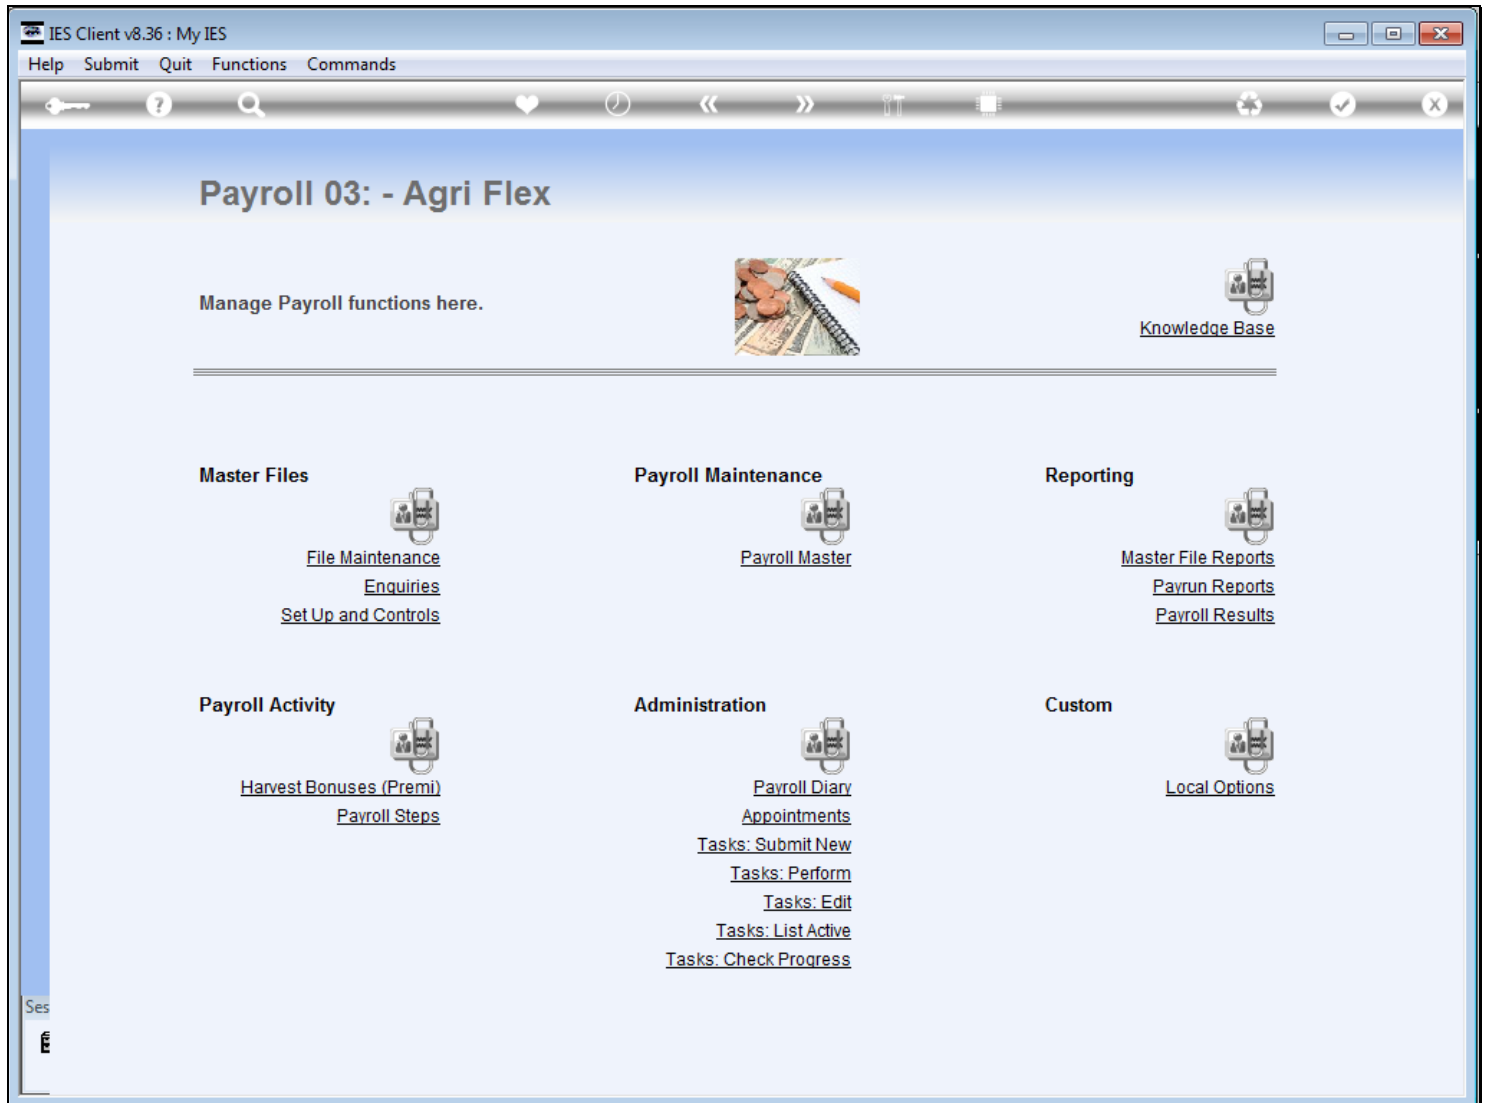 IES Client v8.36 : My IES
Help Submit Quit Functions Commands
Payroll 03: - Agri Flex
Manage Payroll functions here.
Knowledge Base
Master Files
File Maintenance
Enquiries
Set Up and Controls
Payroll Maintenance
Payroll Master
Reporting
Master File Reports
Payrun Reports
Payroll Results
Payroll Activity
Harvest Bonuses (Premi)
Payroll Steps
Administration
Payroll Diary
Appointments
Tasks: Submit New
Tasks: Perform
Tasks: Edit
Tasks: List Active
Tasks: Check Progress
Custom
Local Options
Ses